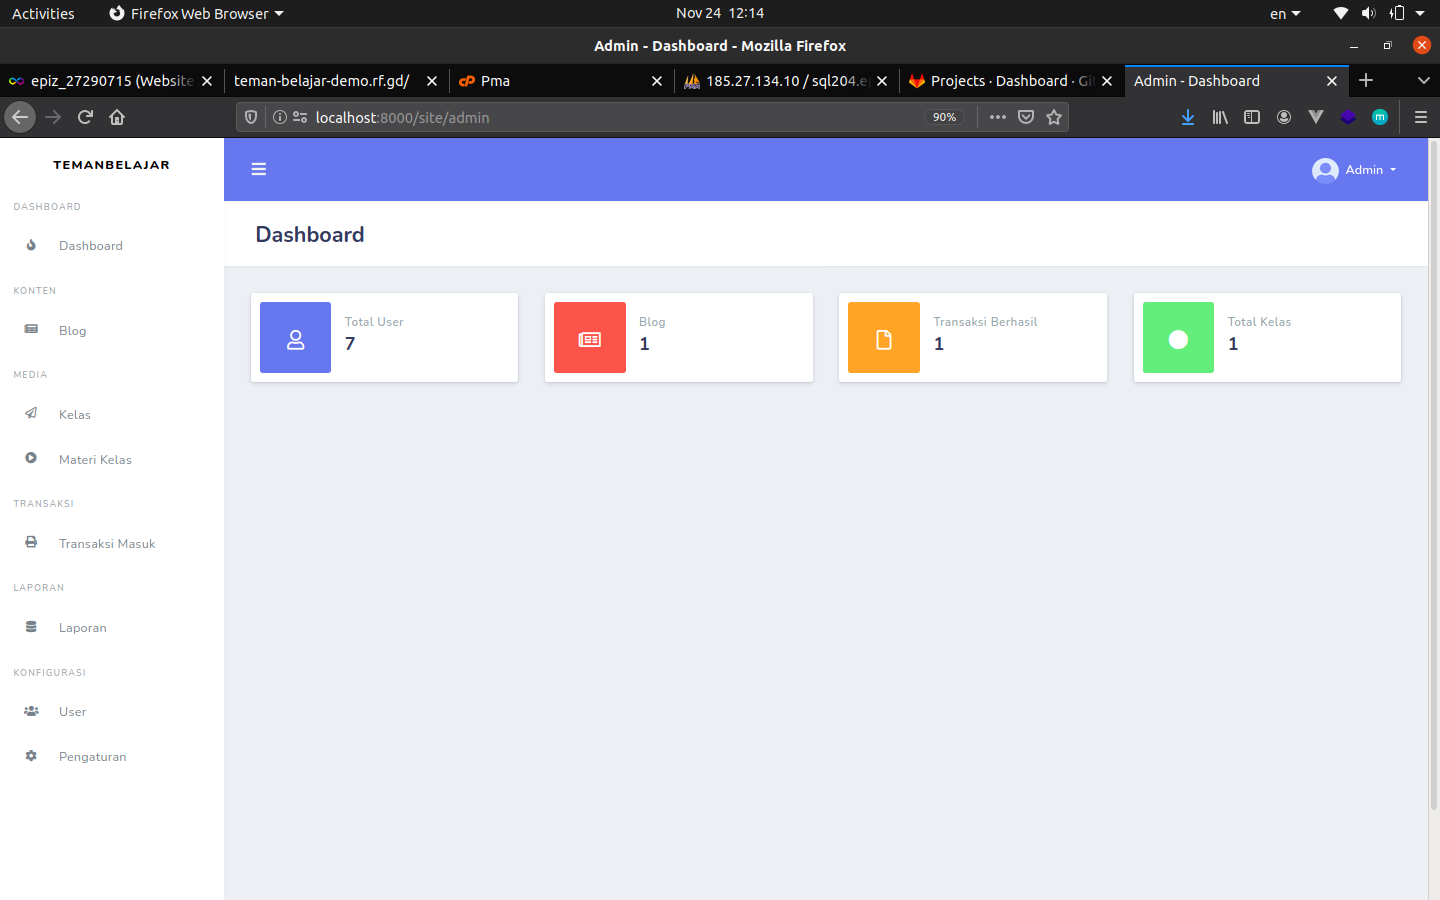 Activities
Firefox Web Browser
Nov 24 12:14
en
Admin - Dashboard - Mozilla Firefox
epiz_27290715 (Website
teman-belajar-demo.rf.gd/
Pma
185.27.134.10 / sql204.e
Projects · Dashboard · Gi
Admin - Dashboard
localhost:8000/site/admin
90%
m
TEMANBELAJAR
Admin
DASHBOARD
Dashboard
KONTEN
Blog
MEDIA
Kelas
Materi Kelas
TRANSAKSI
Transaksi Masuk
LAPORAN
Laporan
KONFIGURASI
User
Pengaturan
Dashboard
Total User
7
Blog
1
Transaksi Berhasil
1
Total Kelas
1